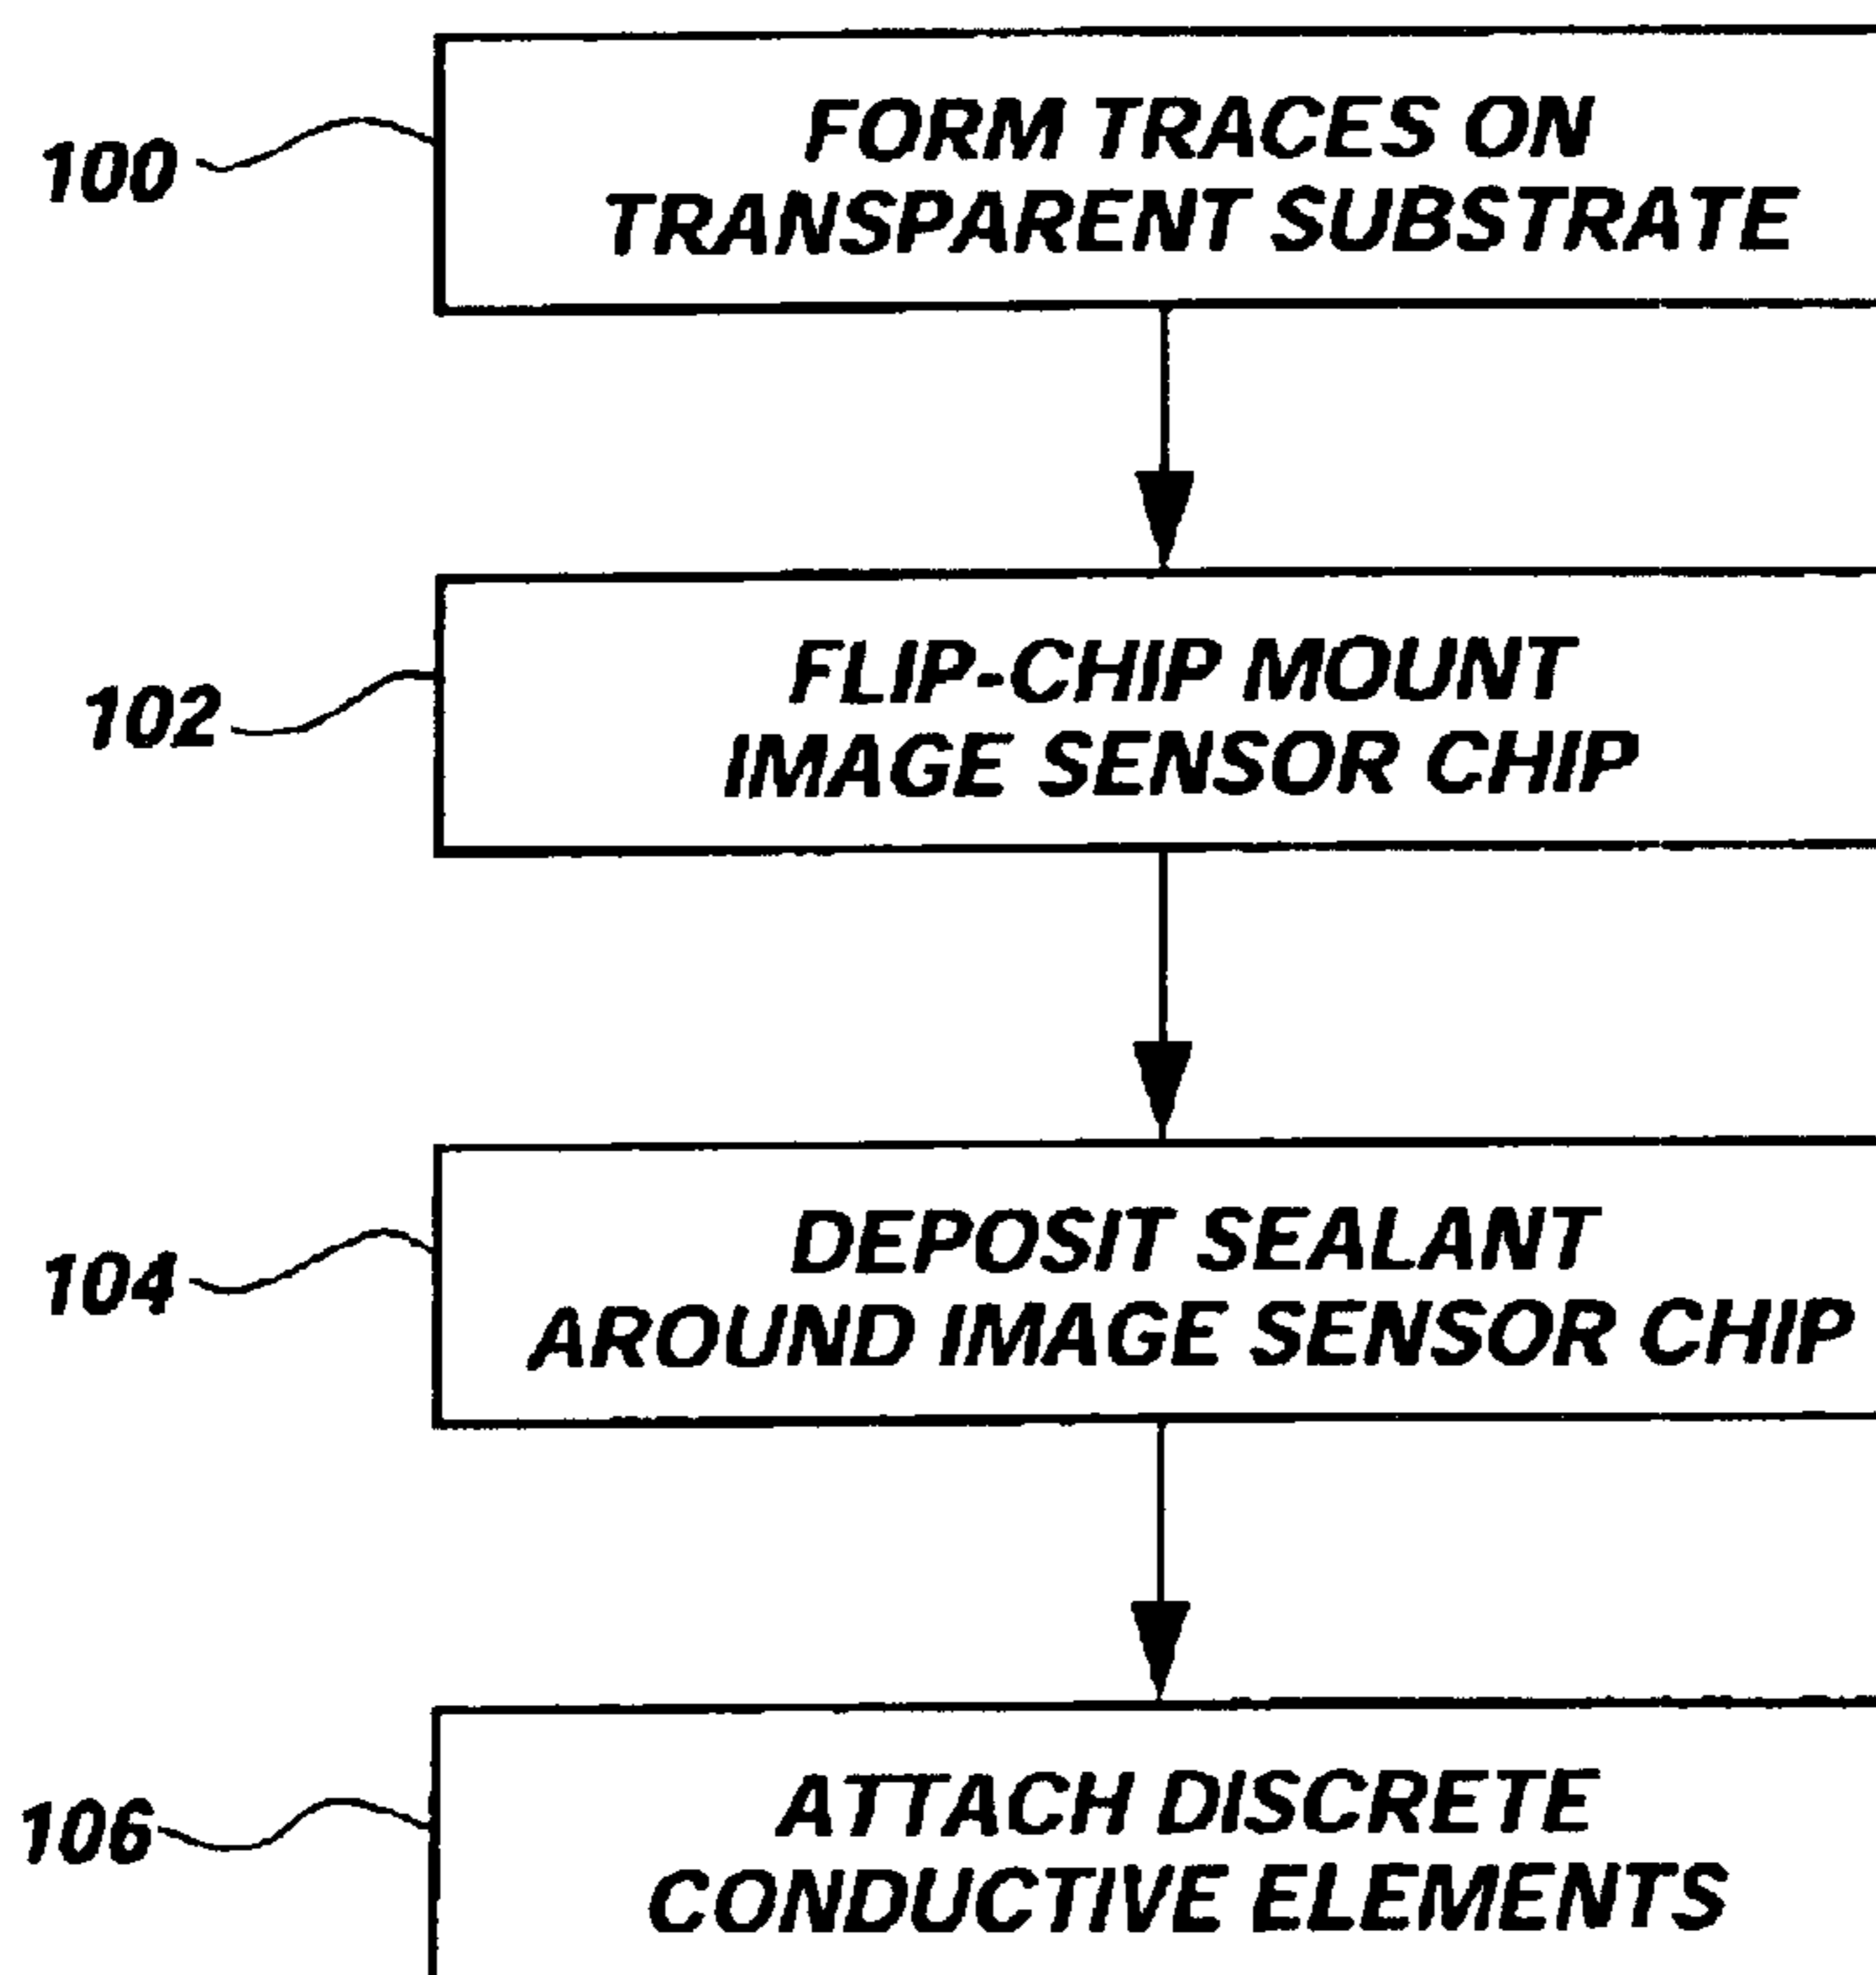 100
FORM TRACES ON
TRANSPARENT SUBSTRATE
102
FLIP-CHIP MOUNT
IMAGE SENSOR CHIP
104
DEPOSIT SEALANT
AROUND IMAGE SENSOR CHIP
106
ATTACH DISCRETE
CONDUCTIVE ELEMENTS